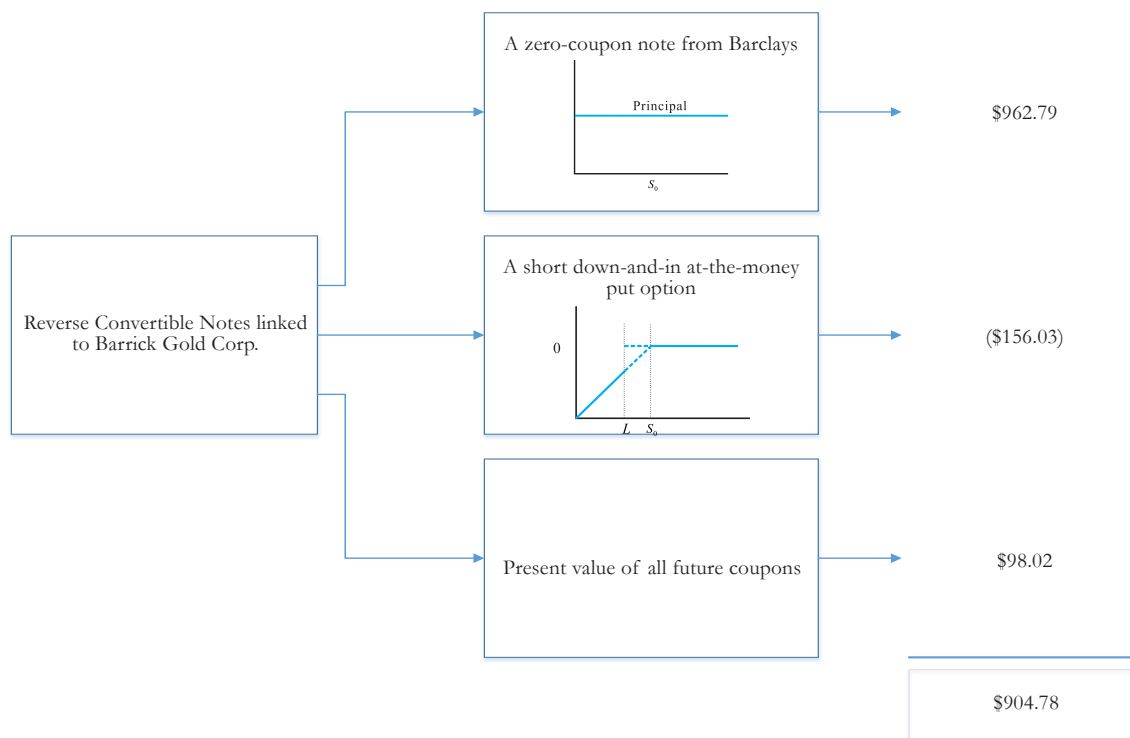 A zero-coupon note from Barclays
Principal
S₀
$962.79
Reverse Convertible Notes linked
to Barrick Gold Corp.
A short down-and-in at-the-money
put option
0
L S₀
($156.03)
Present value of all future coupons
$98.02
$904.78